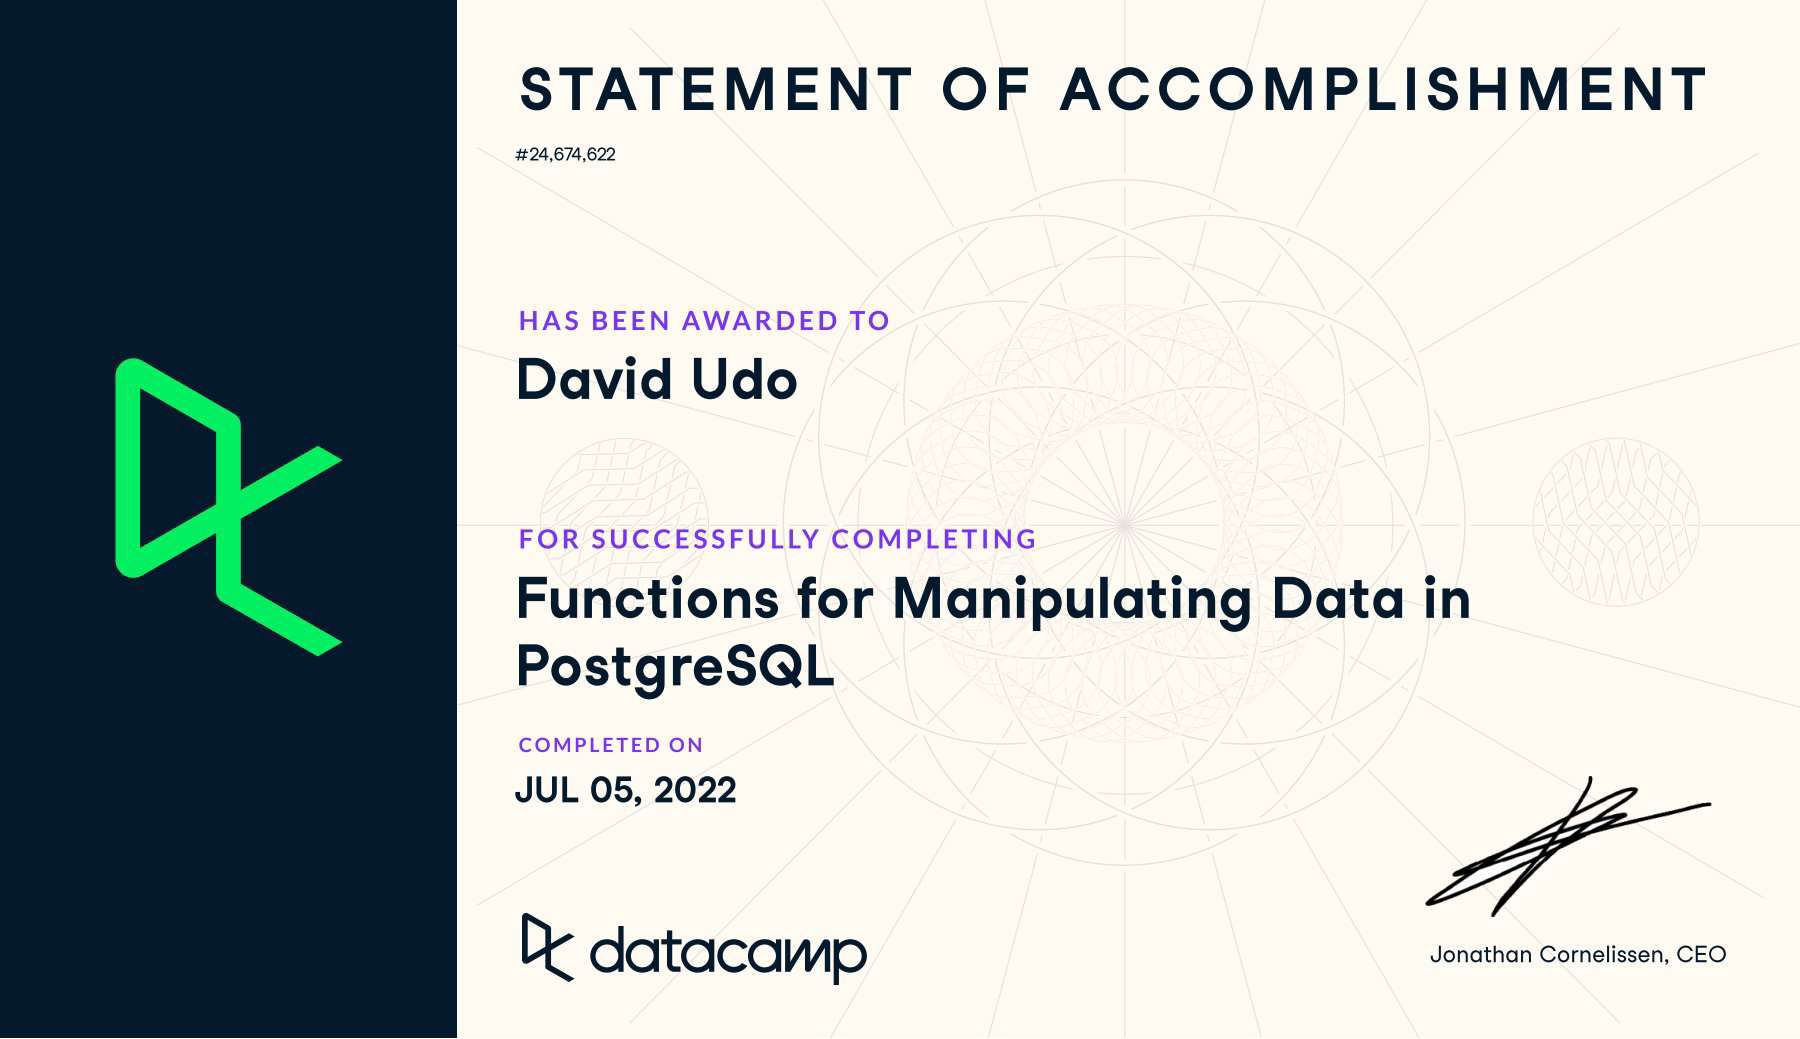 STATEMENT OF ACCOMPLISHMENT
#24,674,622
HAS BEEN AWARDED TO
David Udo
FOR SUCCESSFULLY COMPLETING
Functions for Manipulating Data in
PostgreSQL
COMPLETED ON
JUL 05, 2022
datacamp
Jonathan Cornelissen, CEO